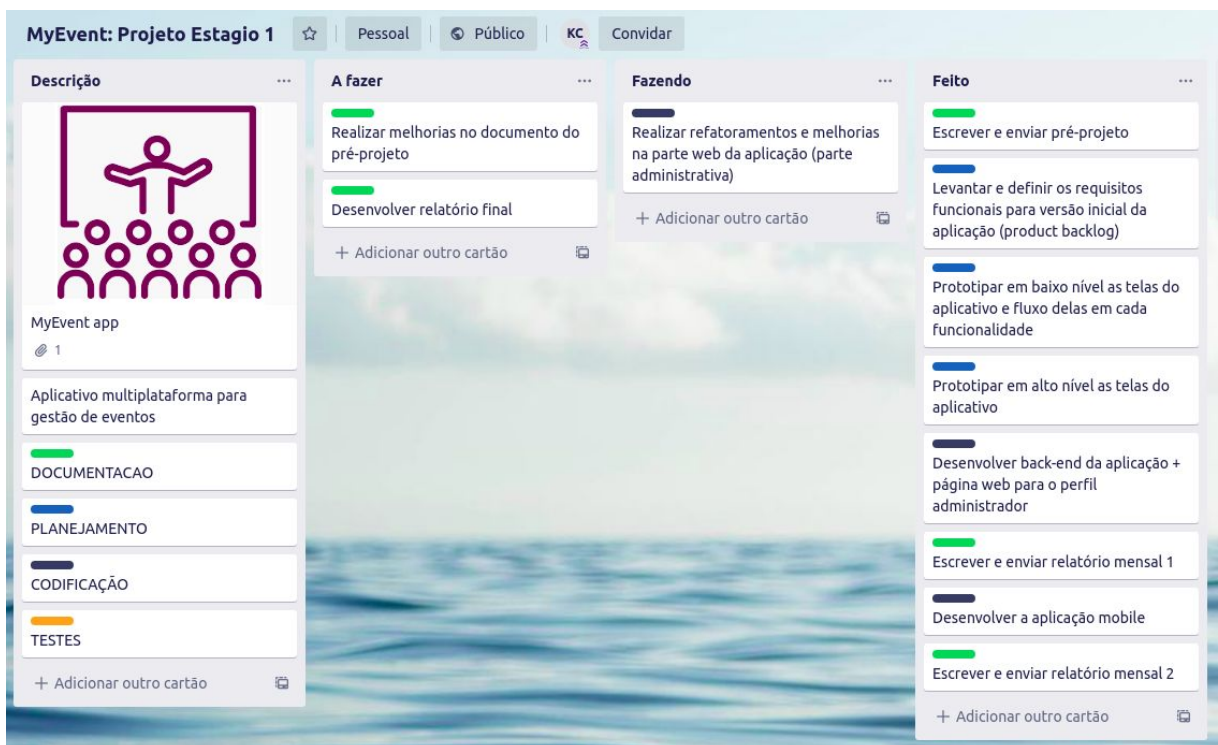 MyEvent: Projeto Estagio 1
Pessoal
Público
KC
Convidar
Descrição
MyEvent app
1
Aplicativo multiplataforma para
gestão de eventos
DOCUMENTACAO
PLANEJAMENTO
CODIFICAÇÃO
TESTES
+ Adicionar outro cartão
A fazer
Realizar melhorias no documento do
pré-projeto
Desenvolver relatório final
+ Adicionar outro cartão
Fazendo
Realizar refatoramentos e melhorias
na parte web da aplicação (parte
administrativa)
+ Adicionar outro cartão
Feito
Escrever e enviar pré-projeto
Levantar e definir os requisitos
funcionais para versão inicial da
aplicação (product backlog)
Prototipar em baixo nível as telas do
aplicativo e fluxo delas em cada
funcionalidade
Prototipar em alto nível as telas do
aplicativo
Desenvolver back-end da aplicação +
página web para o perfil
administrador
Escrever e enviar relatório mensal 1
Desenvolver a aplicação mobile
Escrever e enviar relatório mensal 2
+ Adicionar outro cartão